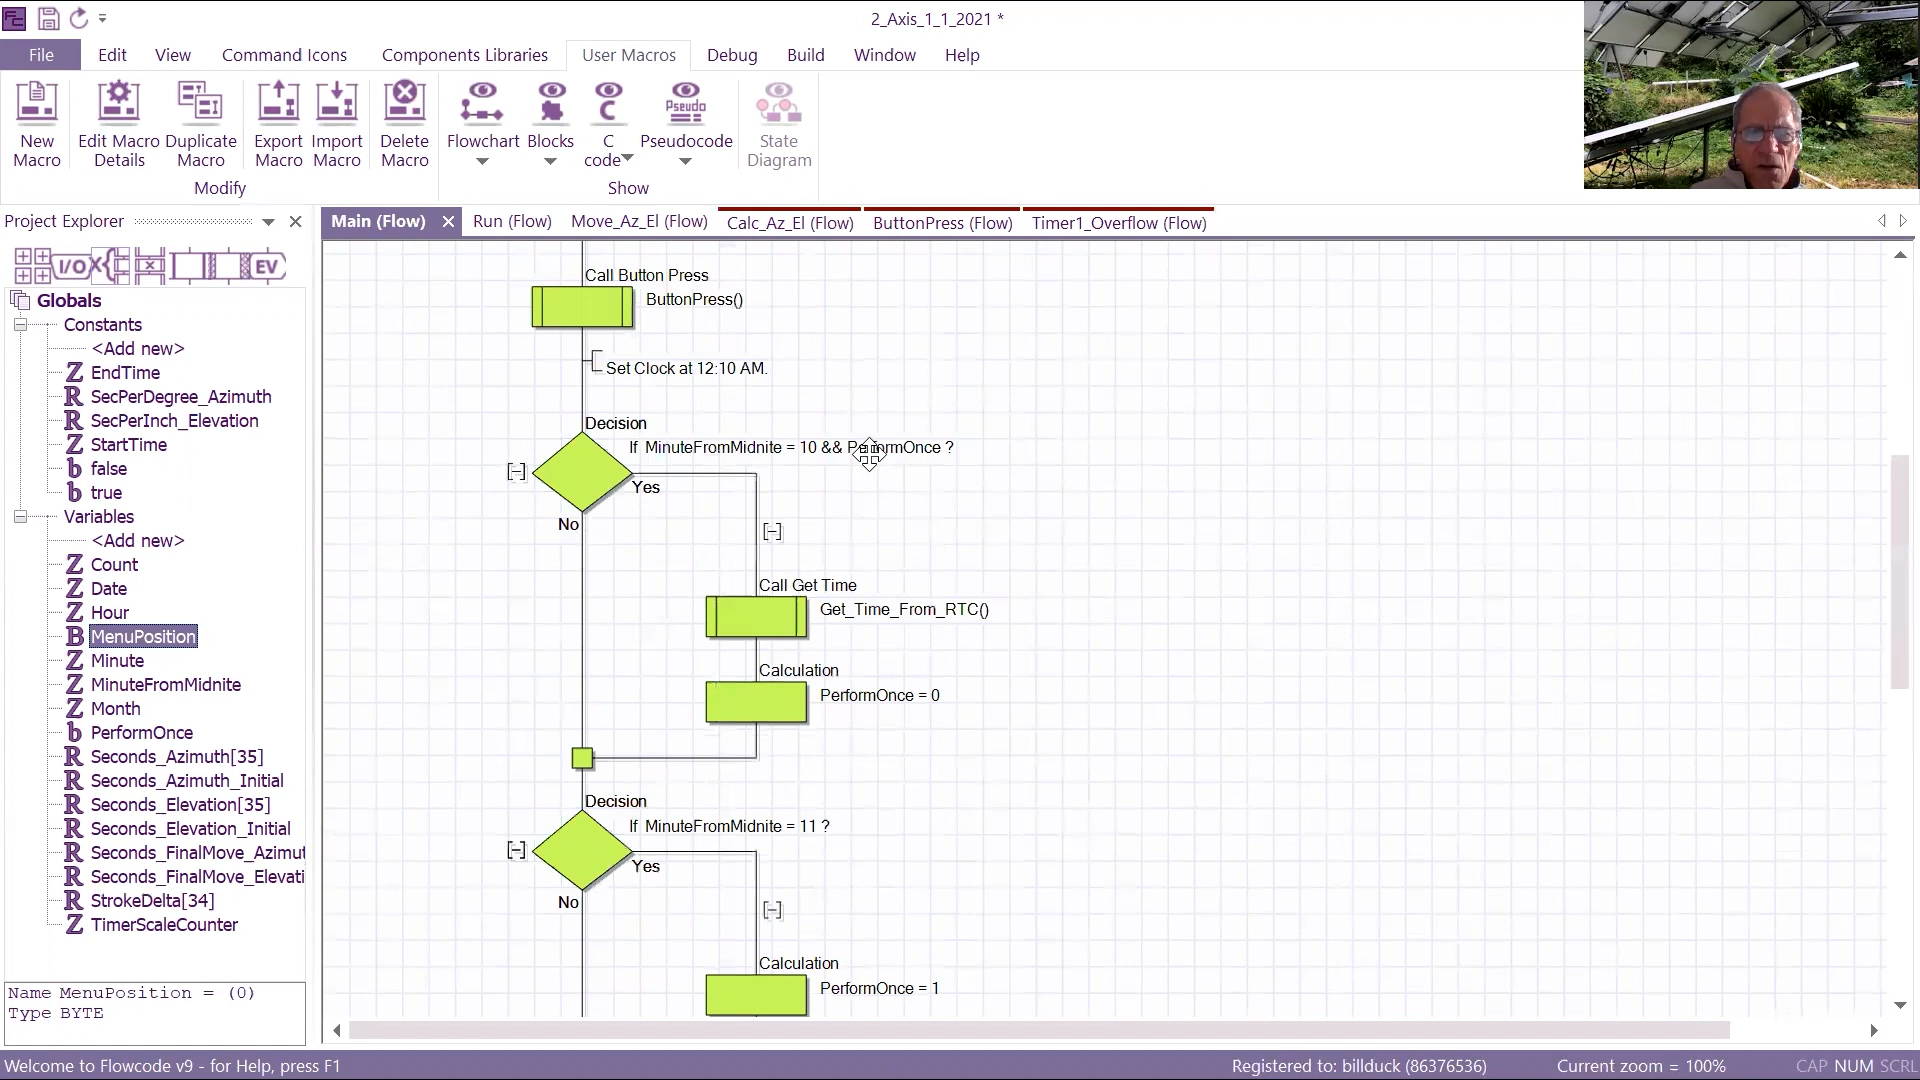 FC
2_Axis_1_1_2021 *
File Edit View Command Icons Components Libraries User Macros Debug Build Window Help
New Macro
Edit Macro Details
Duplicate Macro
Export Macro
Import Macro
Delete Macro
Flowchart
Blocks
C code
Pseudo
Pseudocode
State Diagram
Modify
Show
Project Explorer
Main (Flow) Run (Flow) Move_Az_El (Flow) Calc_Az_El (Flow) ButtonPress (Flow) Timer1_Overflow (Flow)
I/O X EV
Globals
Constants
<Add new>
Z EndTime
R SecPerDegree_Azimuth
R SecPerInch_Elevation
Z StartTime
b false
b true
Variables
<Add new>
Z Count
Z Date
Z Hour
B MenuPosition
Z Minute
Z MinuteFromMidnite
Z Month
b PerformOnce
R Seconds_Azimuth[35]
R Seconds_Azimuth_Initial
R Seconds_Elevation[35]
R Seconds_Elevation_Initial
R Seconds_FinalMove_Azimut
R Seconds_FinalMove_Elevati
R StrokeDelta[34]
Z TimerScaleCounter
Name MenuPosition = (0)
Type BYTE
Call Button Press
ButtonPress()
Set Clock at 12:10 AM.
Decision
If MinuteFromMidnite = 10 && PerformOnce ?
Yes
No
Call Get Time
Get_Time_From_RTC()
Calculation
PerformOnce = 0
Decision
If MinuteFromMidnite = 11 ?
Yes
No
Calculation
PerformOnce = 1
Welcome to Flowcode v9 - for Help, press F1
Registered to: billduck (86376536)
Current zoom = 100%
CAP NUM SCRL